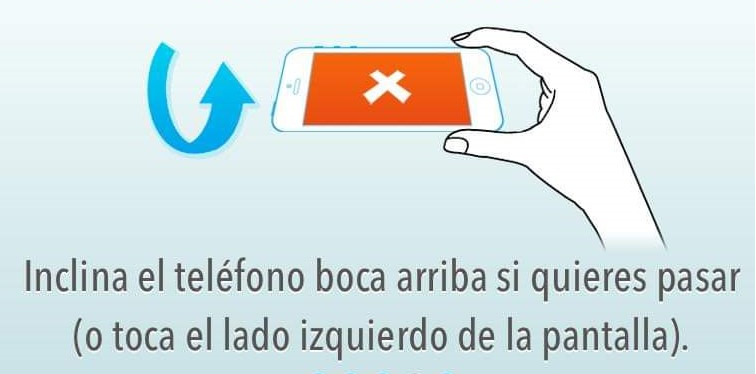 Inclina el teléfono boca arriba si quieres pasar
(o toca el lado izquierdo de la pantalla).